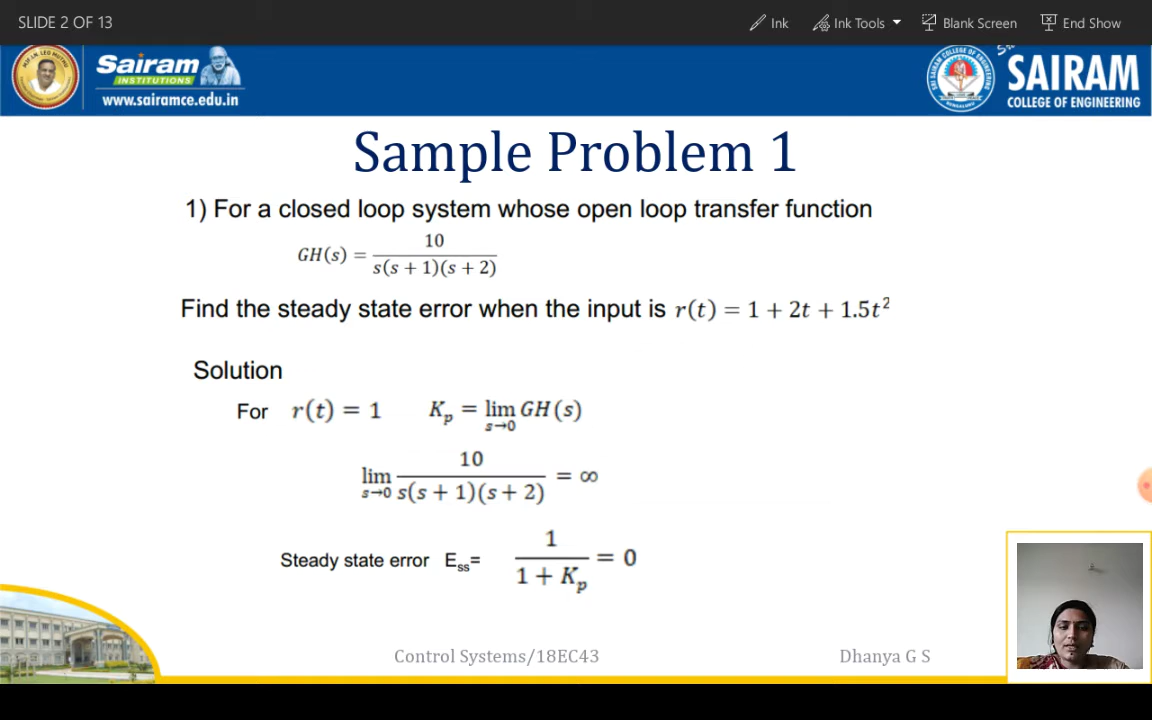 SLIDE 2 OF 13
Ink
Ink Tools
Blank Screen
End Show
Sairam
INSTITUTIONS
www.sairamce.edu.in
SAIRAM
COLLEGE OF ENGINEERING
Sample Problem 1
1) For a closed loop system whose open loop transfer function
GH(s) = 10 / s(s + 1)(s + 2)
Find the steady state error when the input is r(t) = 1 + 2t + 1.5t²
Solution
For r(t) = 1 Kp = lim s→0 GH(s)
lim s→0 10 / s(s + 1)(s + 2) = ∞
Steady state error Ess= 1 / 1 + Kp = 0
Control Systems/18EC43
Dhanya G S